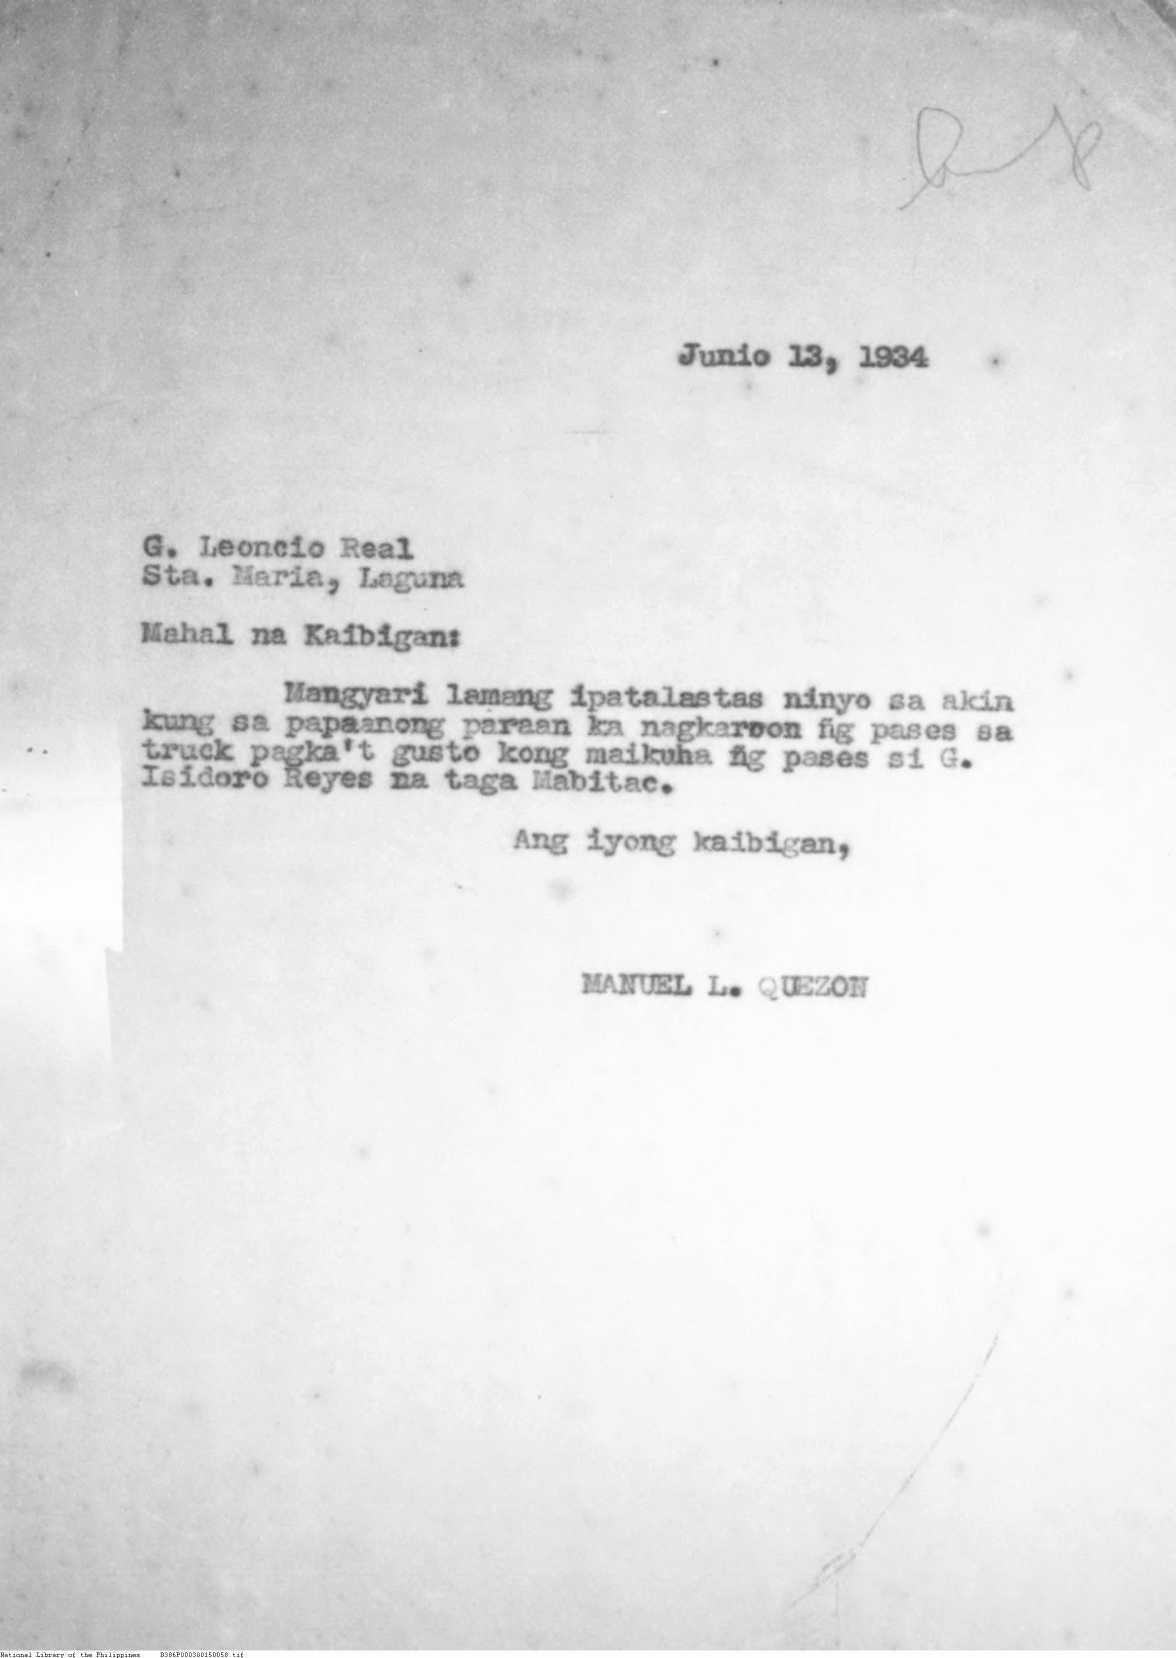 Junio 13, 1934
G. Leoncio Real
Sta. Maria, Laguna
Mahal na Kaibigan:
Mangyari lamang ipatalastas ninyo sa akin
kung sa papaanong paraan ka nagkaroon ñg pases sa
truck pagka't gusto kong maikuha ñg pases si G.
Isidoro Reyes na taga Mabitac.
Ang iyong kaibigan,
MANUEL L. QUEZON
National Library of the Philippines B386P000380150058.tif